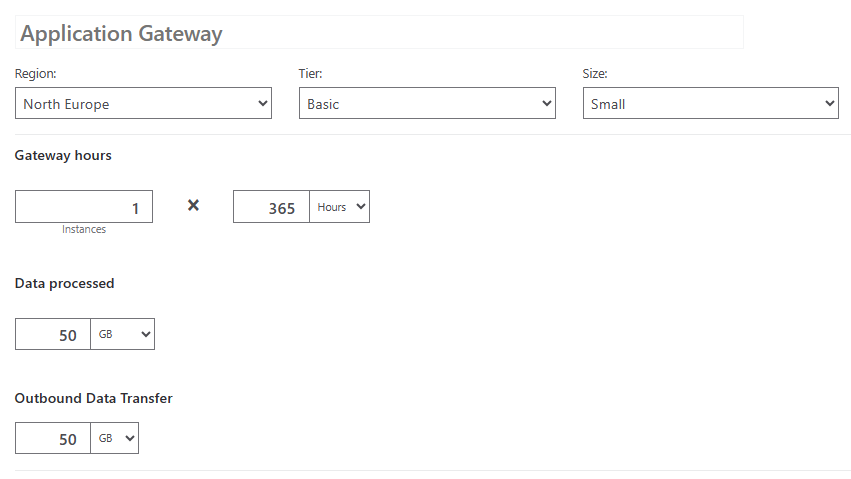 Application Gateway
Region: Tier: Size:
North Europe Basic Small
Gateway hours
1 × 365 Hours
Instances
Data processed
50 GB
Outbound Data Transfer
50 GB